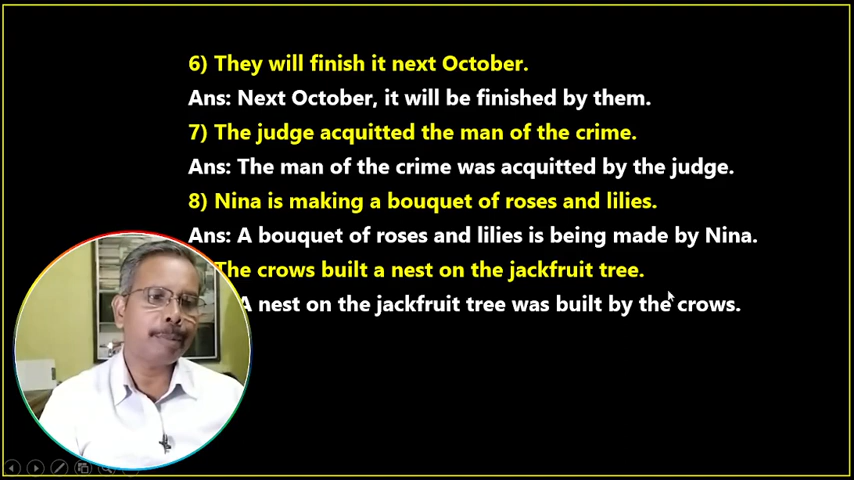 6) They will finish it next October.
Ans: Next October, it will be finished by them.
7) The judge acquitted the man of the crime.
Ans: The man of the crime was acquitted by the judge.
8) Nina is making a bouquet of roses and lilies.
Ans: A bouquet of roses and lilies is being made by Nina.
The crows built a nest on the jackfruit tree.
A nest on the jackfruit tree was built by the crows.